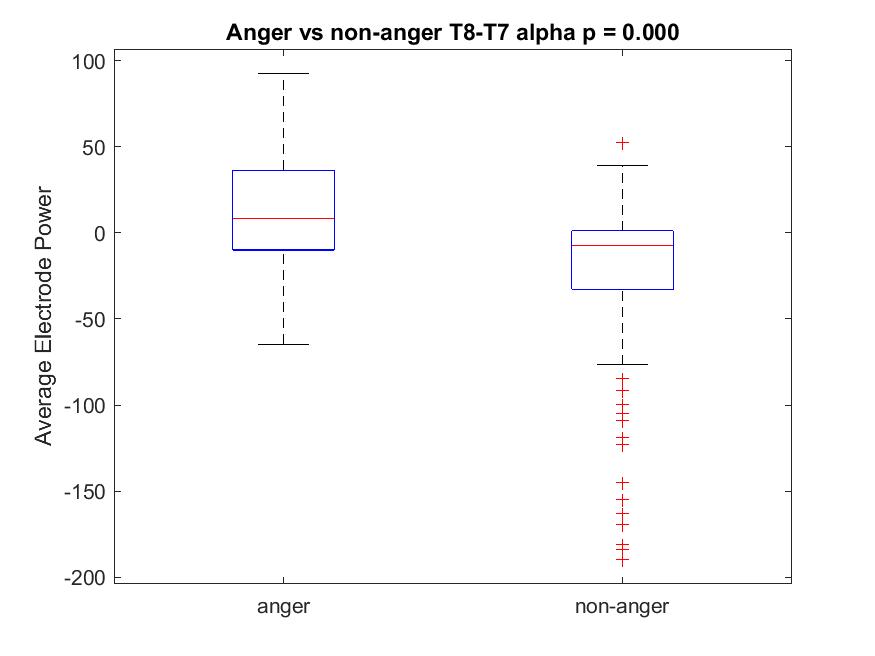 Anger vs non-anger T8-T7 alpha p = 0.000
Average Electrode Power
100
50
0
-50
-100
-150
-200
anger
non-anger